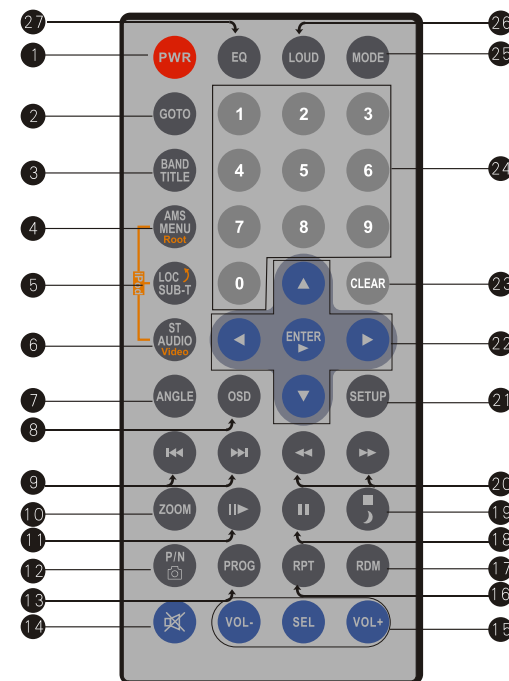 27 26
1 PWR EQ LOUD MODE 25
2 GOTO 1 2 3
3 BAND TITLE 4 5 6 24
4 AMS MENU Root 7 8 9
iPod
5 LOC SUB-T 0 CLEAR 23
6 ST AUDIO Video ENTER 22
7 ANGLE OSD SETUP 21
8
9 20
10 ZOOM 19
11 18
12 P/N PROG RPT RDM 17
13 16
14 VOL- SEL VOL+ 15